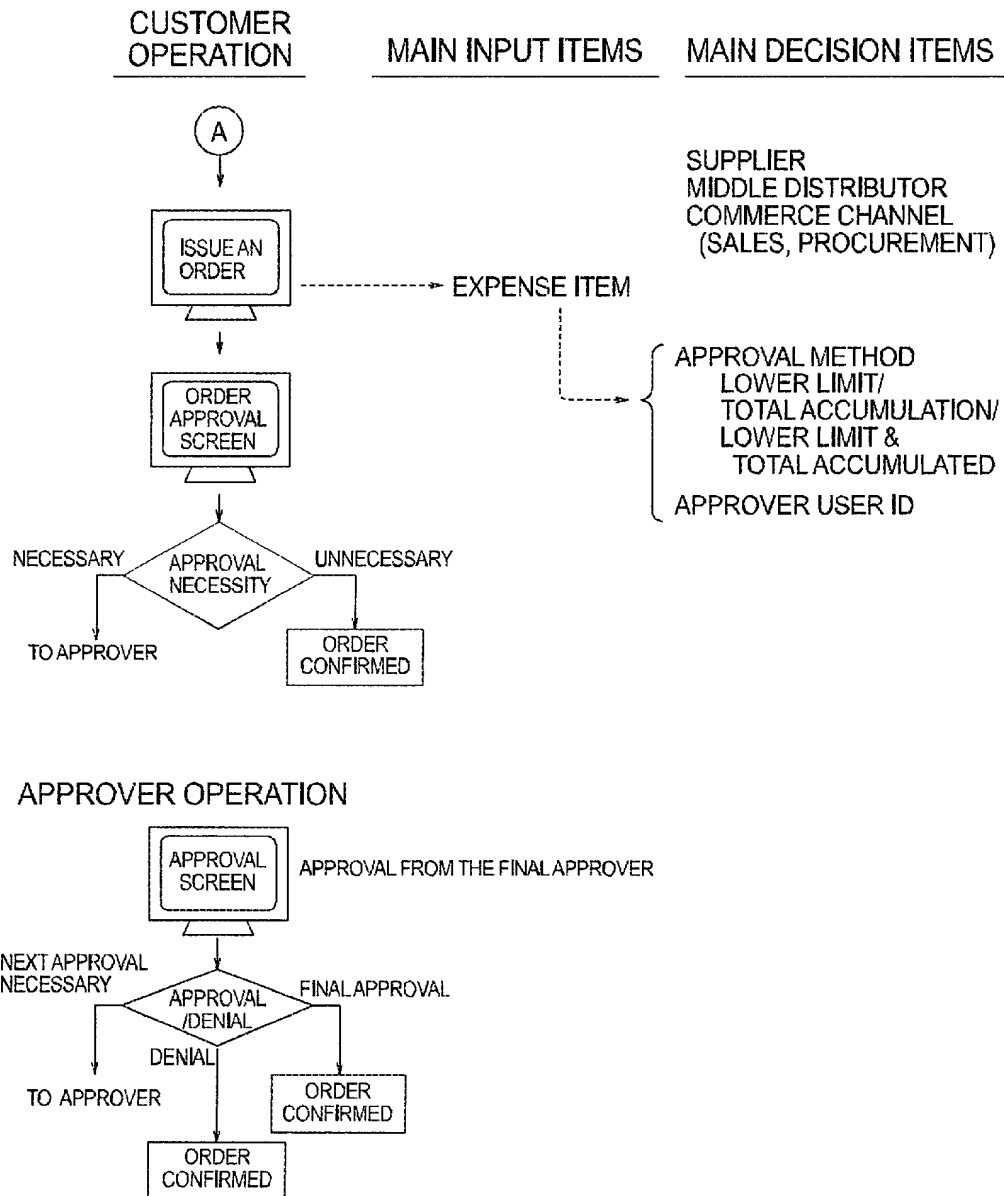 CUSTOMER
OPERATION
MAIN INPUT ITEMS
MAIN DECISION ITEMS
A
SUPPLIER
MIDDLE DISTRIBUTOR
COMMERCE CHANNEL
(SALES, PROCUREMENT)
ISSUE AN
ORDER
EXPENSE ITEM
APPROVAL METHOD
LOWER LIMIT/
TOTAL ACCUMULATION/
LOWER LIMIT &
TOTAL ACCUMULATED
APPROVER USER ID
ORDER
APPROVAL
SCREEN
NECESSARY
APPROVAL
NECESSITY
UNNECESSARY
TO APPROVER
ORDER
CONFIRMED
APPROVER OPERATION
APPROVAL
SCREEN
APPROVAL FROM THE FINAL APPROVER
NEXT APPROVAL
NECESSARY
APPROVAL
/DENIAL
FINAL APPROVAL
DENIAL
TO APPROVER
ORDER
CONFIRMED
ORDER
CONFIRMED